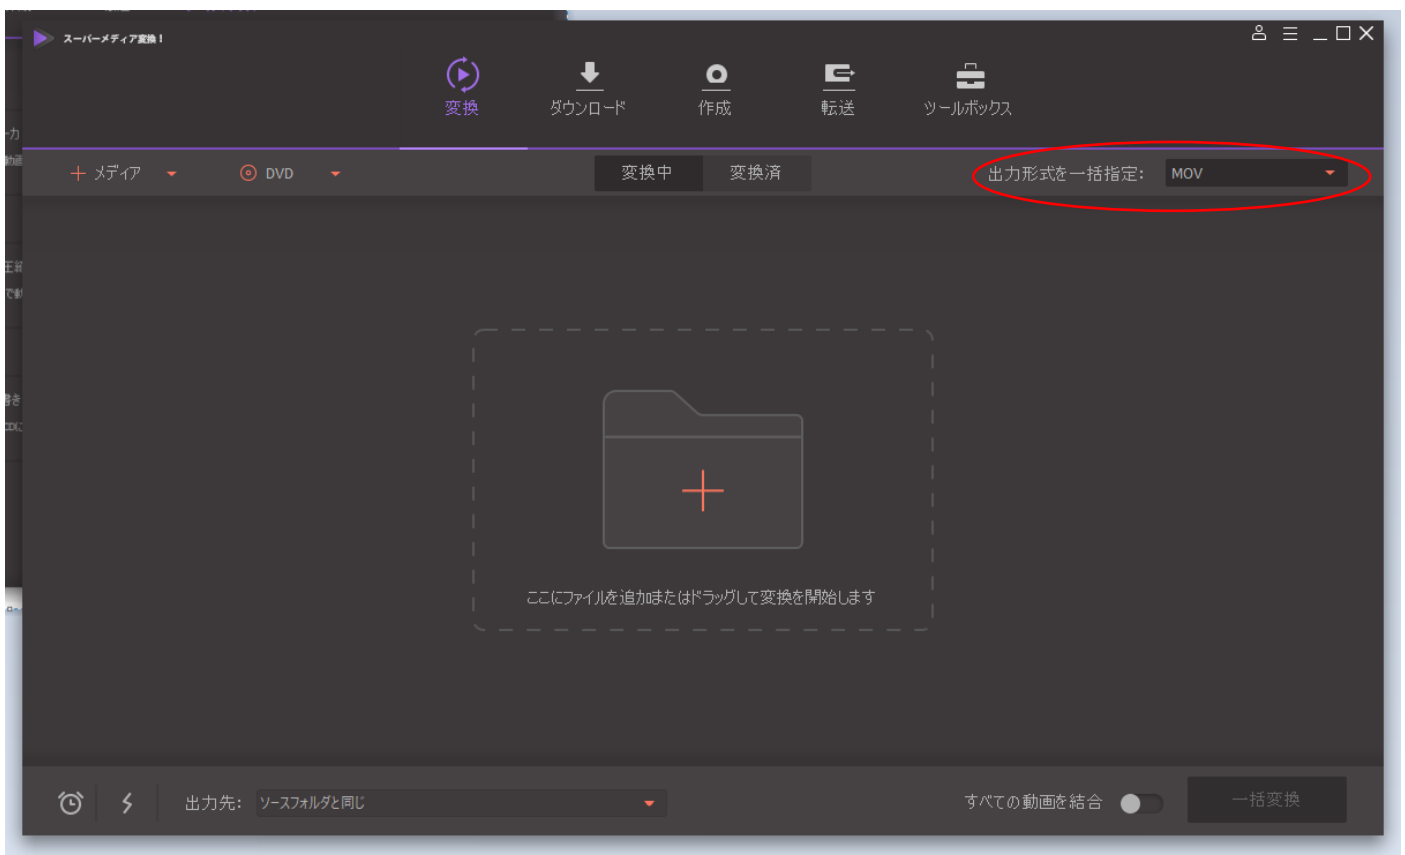 スーパーメディア変換!
変換
ダウンロード
作成
転送
ツールボックス
メディア
DVD
変換中
変換済
出力形式を一括指定:
MOV
ここにファイルを追加またはドラッグして変換を開始します
出力先:
ソースフォルダと同じ
すべての動画を結合
一括変換